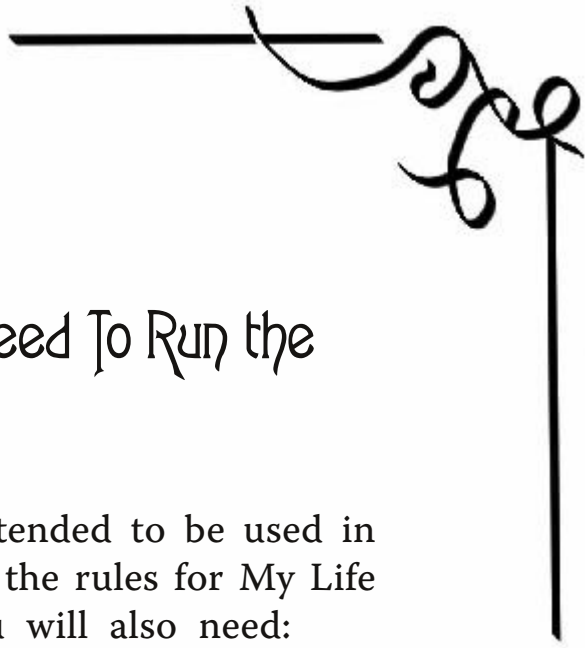 eed To Run the
tended to be used in
the rules for My Life
will also need: